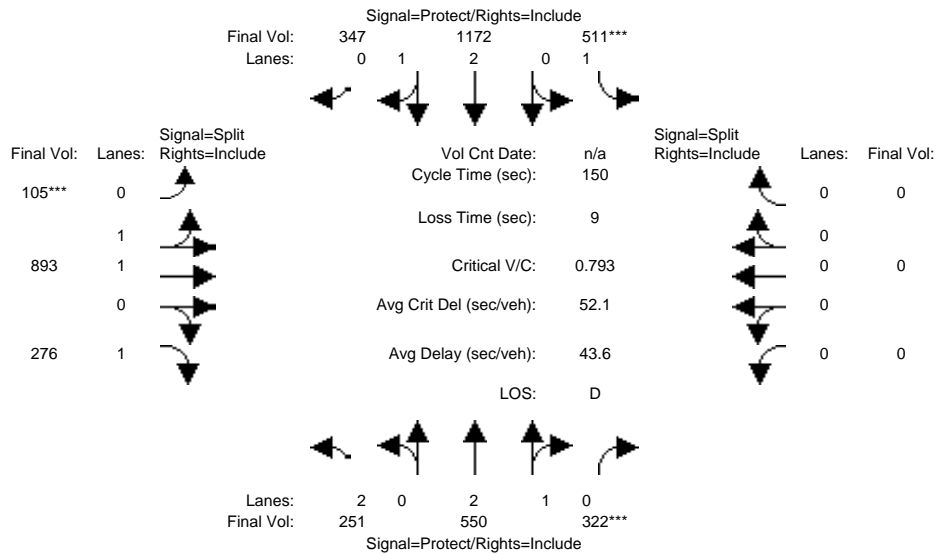 Signal=Protect/Rights=Include
Final Vol: 347 1172 511***
Lanes: 0 1 2 0 1
Signal=Split
Final Vol: Lanes: Rights=Include
Vol Cnt Date: n/a
Signal=Split
Rights=Include Lanes: Final Vol:
Cycle Time (sec): 150
105*** 0
0 0
Loss Time (sec): 9
1
0
893 1
Critical V/C: 0.793
0 0
0
Avg Crit Del (sec/veh): 52.1
0
276 1
Avg Delay (sec/veh): 43.6
0 0
LOS: D
Lanes: 2 0 2 1 0
Final Vol: 251 550 322***
Signal=Protect/Rights=Include